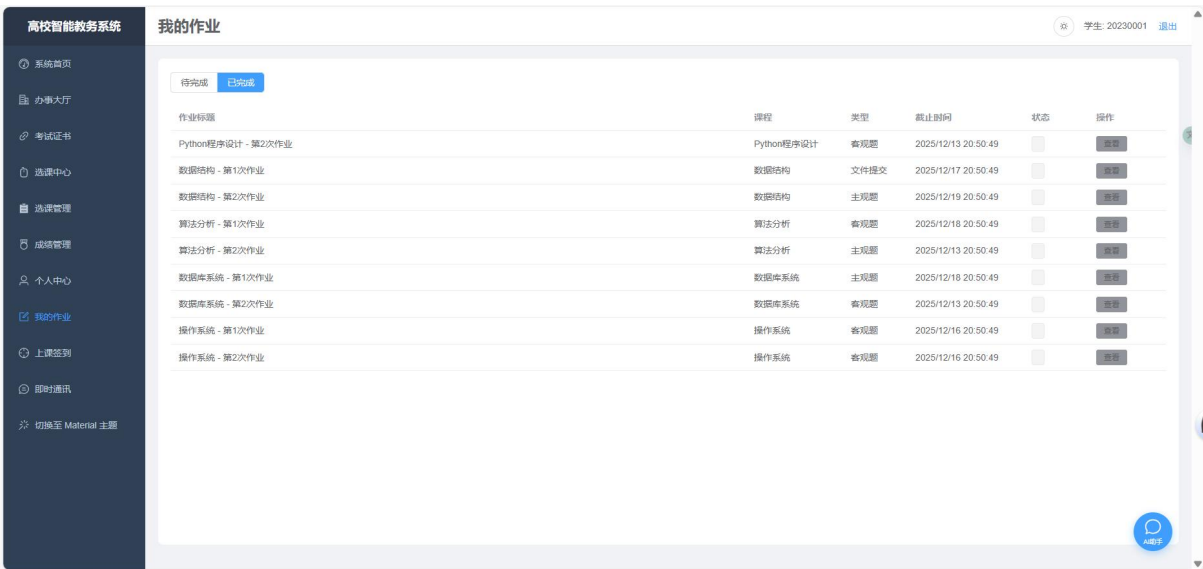 高校智能教务系统
我的作业
学生: 20230001 退出
系统首页
办事大厅
考试证书
选课中心
选课管理
成绩管理
个人中心
我的作业
上课签到
即时通讯
切换至 Material 主题
待完成 已完成
作业标题 课程 类型 截止时间 状态 操作
Python程序设计 - 第2次作业 Python程序设计 客观题 2025/12/13 20:50:49 查看
数据结构 - 第1次作业 数据结构 文件提交 2025/12/17 20:50:49 查看
数据结构 - 第2次作业 数据结构 主观题 2025/12/19 20:50:49 查看
算法分析 - 第1次作业 算法分析 客观题 2025/12/18 20:50:49 查看
算法分析 - 第2次作业 算法分析 主观题 2025/12/13 20:50:49 查看
数据库系统 - 第1次作业 数据库系统 主观题 2025/12/18 20:50:49 查看
数据库系统 - 第2次作业 数据库系统 客观题 2025/12/13 20:50:49 查看
操作系统 - 第1次作业 操作系统 客观题 2025/12/16 20:50:49 查看
操作系统 - 第2次作业 操作系统 客观题 2025/12/16 20:50:49 查看
AI助手